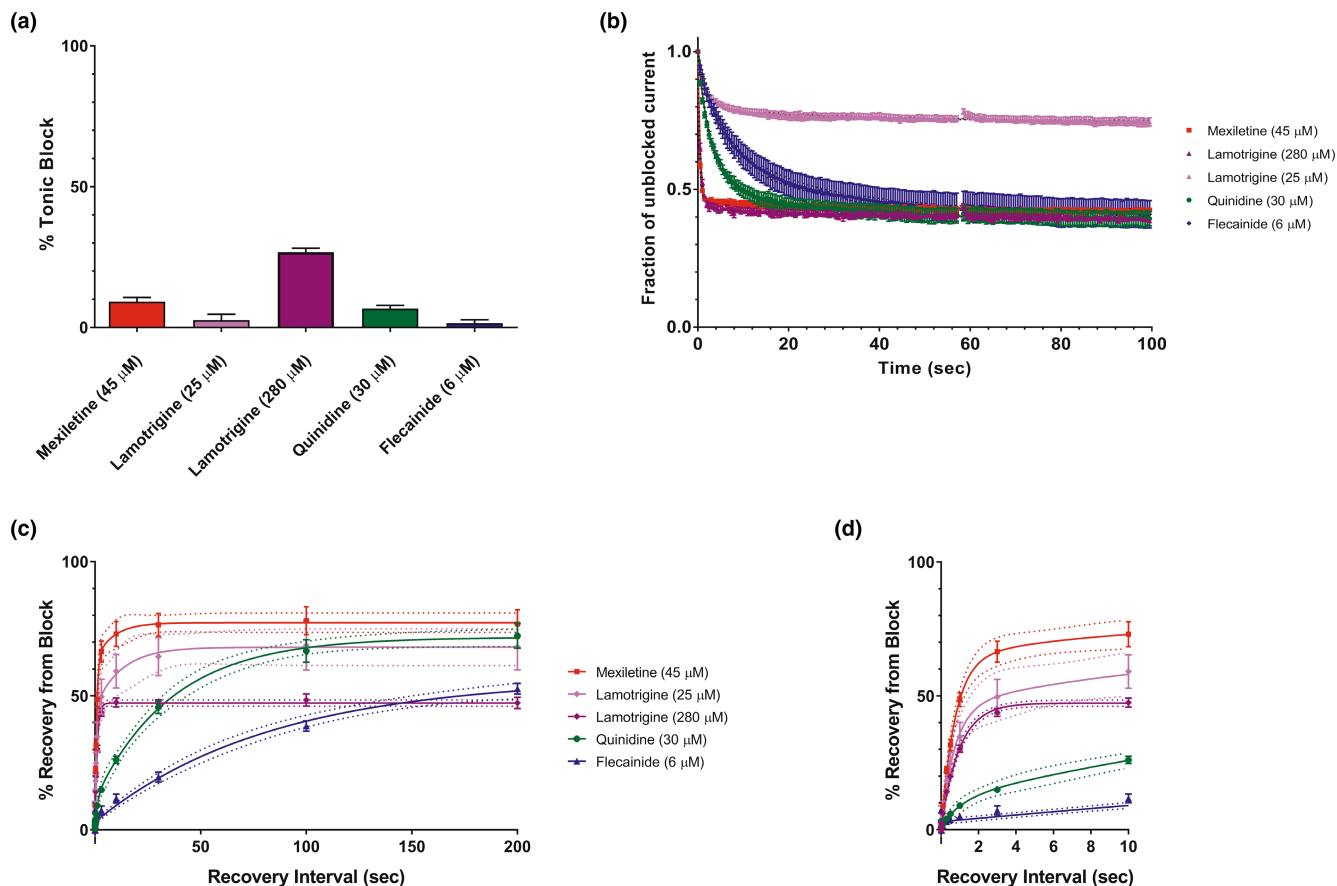 (a)
100
50
0
% Tonic Block
Mexiletine (45 μM)
Lamotrigine (25 μM)
Lamotrigine (280 μM)
Quinidine (30 μM)
Flecainide (6 μM)
(b)
1.0
0.5
0.0
Fraction of unblocked current
0 20 40 60 80 100
Time (sec)
Mexiletine (45 μM)
Lamotrigine (280 μM)
Lamotrigine (25 μM)
Quinidine (30 μM)
Flecainide (6 μM)
(c)
100
50
0
% Recovery from Block
0 50 100 150 200
Recovery Interval (sec)
Mexiletine (45 μM)
Lamotrigine (25 μM)
Lamotrigine (280 μM)
Quinidine (30 μM)
Flecainide (6 μM)
(d)
100
50
0
% Recovery from Block
2 4 6 8 10
Recovery Interval (sec)